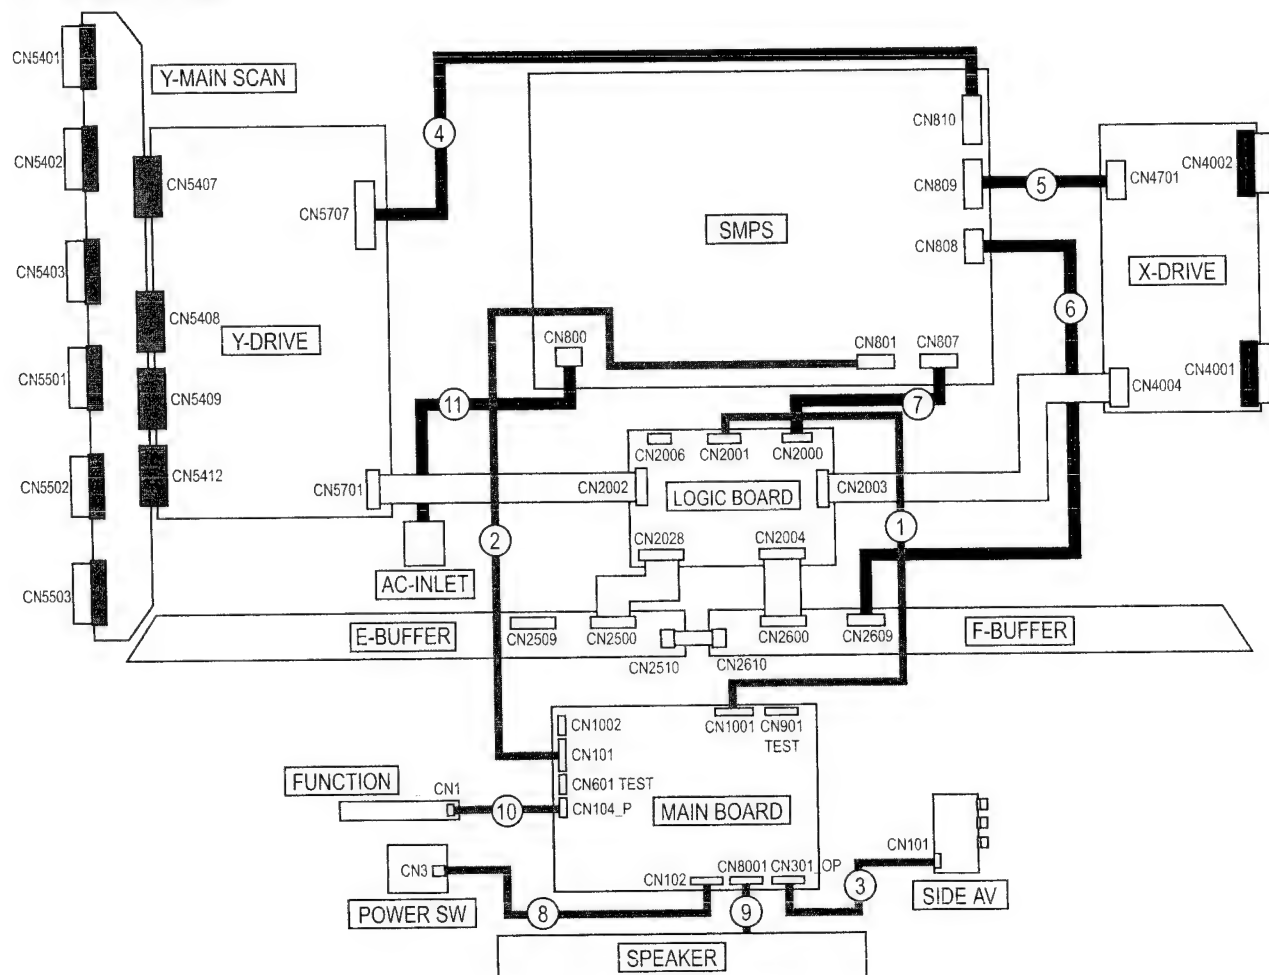 CN5401
Y-MAIN SCAN
4
CN810
CN5402
CN5407
CN5707
CN809
5
CN4701
CN4002
SMPS
CN808
CN5403
X-DRIVE
6
CN5408
Y-DRIVE
CN800
CN801
CN807
CN5501
CN4004
CN4001
CN5409
11
7
CN2006
CN2001
CN2000
CN5412
CN5502
CN5701
CN2002
LOGIC BOARD
CN2003
2
1
CN2028
CN2004
AC-INLET
CN5503
E-BUFFER
CN2509
CN2500
CN2600
CN2609
F-BUFFER
CN2510
CN2610
CN1002
CN1001
CN901
TEST
CN101
FUNCTION
CN1
CN601 TEST
10
CN104_P
MAIN BOARD
CN101
CN3
CN102
CN8001
CN301_OP
3
SIDE AV
POWER SW
8
9
SPEAKER